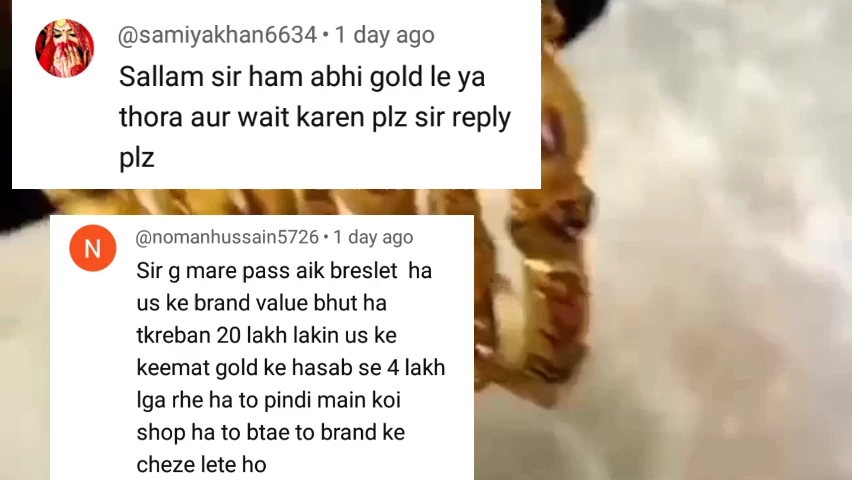 @samiyakhan6634 • 1 day ago
Sallam sir ham abhi gold le ya
thora aur wait karen plz sir reply
plz
N
@nomanhussain5726 • 1 day ago
Sir g mare pass aik breslet ha
us ke brand value bhut ha
tkreban 20 lakh lakin us ke
keemat gold ke hasab se 4 lakh
lga rhe ha to pindi main koi
shop ha to btae to brand ke
cheze lete ho